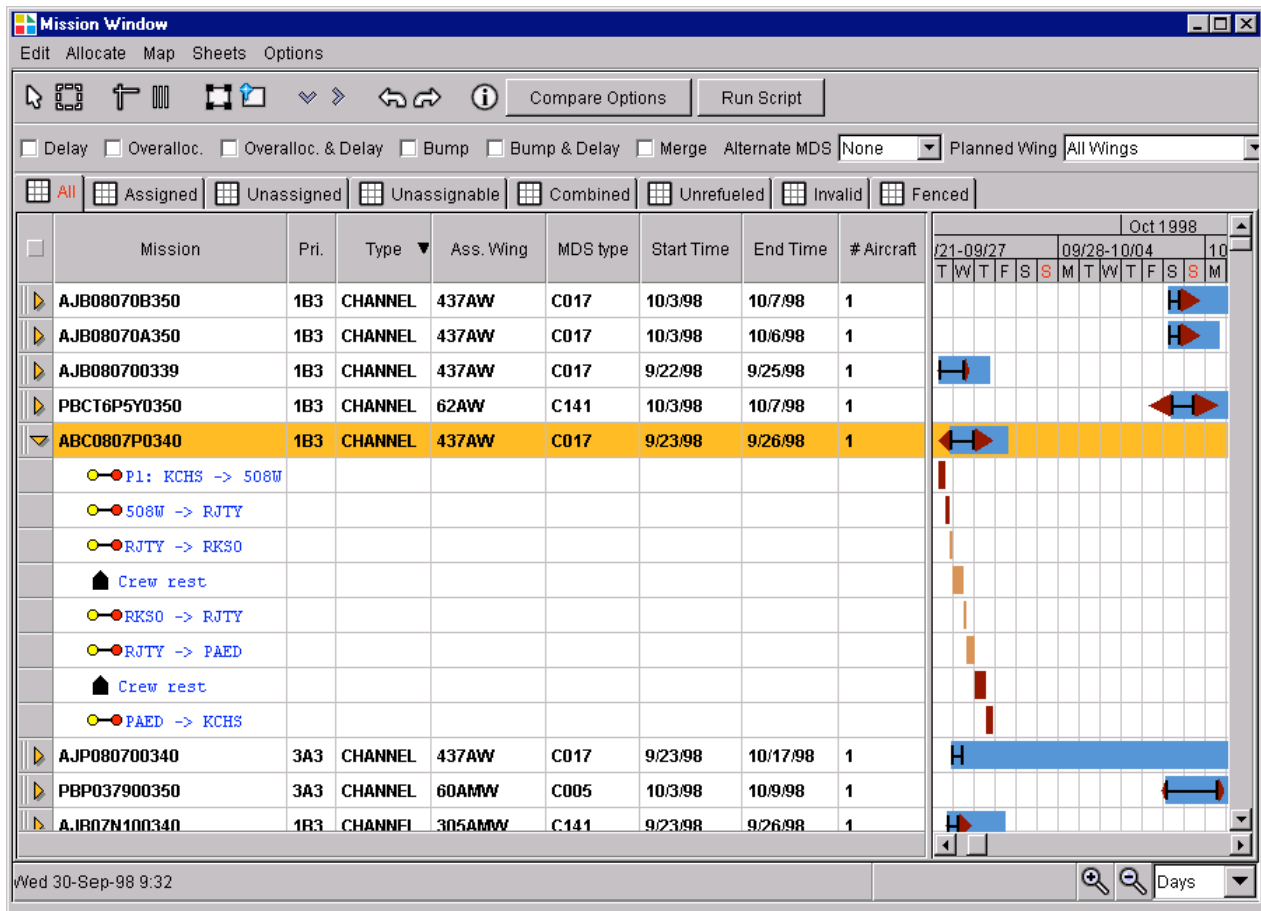 Mission Window
Edit Allocate Map Sheets Options
Compare Options Run Script
Delay Overalloc. Overalloc. & Delay Bump Bump & Delay Merge Alternate MDS None Planned Wing All Wings
All Assigned Unassigned Unassignable Combined Unrefueled Invalid Fenced
Oct 1998
Mission Pri. Type Ass. Wing MDS type Start Time End Time # Aircraft /21-09/27 09/28-10/04 10
T W T F S S M T W T F S S M
AJB08070B350 1B3 CHANNEL 437AW C017 10/3/98 10/7/98 1
AJB08070A350 1B3 CHANNEL 437AW C017 10/3/98 10/6/98 1
AJB080700339 1B3 CHANNEL 437AW C017 9/22/98 9/25/98 1
PBCT6P5Y0350 1B3 CHANNEL 62AW C141 10/3/98 10/7/98 1
ABC0807P0340 1B3 CHANNEL 437AW C017 9/23/98 9/26/98 1
P1: KCHS -> 508W
508W -> RJTY
RJTY -> RKSO
Crew rest
RKSO -> RJTY
RJTY -> PAED
Crew rest
PAED -> KCHS
AJP080700340 3A3 CHANNEL 437AW C017 9/23/98 10/17/98 1
PBP037900350 3A3 CHANNEL 60AMW C005 10/3/98 10/9/98 1
AJB07N100340 1B3 CHANNEL 305AMW C141 9/23/98 9/26/98 1
Wed 30-Sep-98 9:32 Days